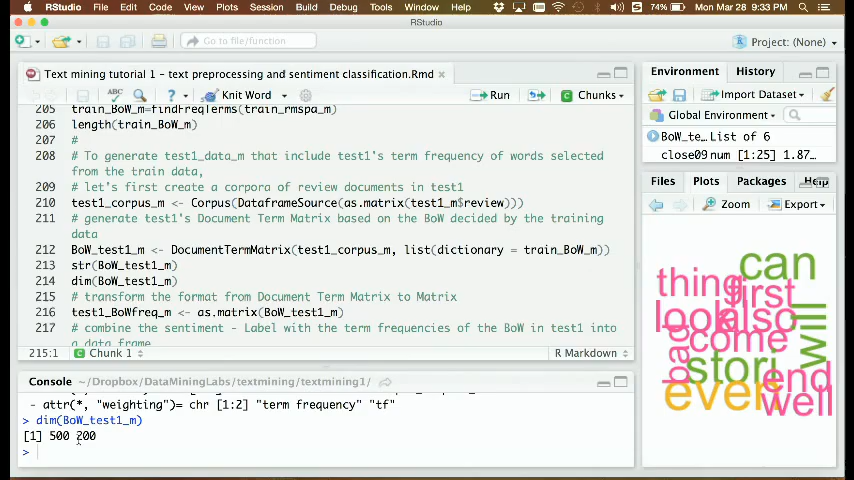 RStudio File Edit Code View Plots Session Build Debug Tools Window Help 74% Mon Mar 28 9:33 PM
RStudio
Go to file/function Project: (None)
Text mining tutorial 1 - text preprocessing and sentiment classification.Rmd
ABC Knit Word Run Chunks
205 train_BoW_m=findFreqTerms(train_rmspa_m)
206 length(train_BoW_m)
207 #
208 # To generate test1_data_m that include test1's term frequency of words selected
from the train data,
209 # let's first create a corpora of review documents in test1
210 test1_corpus_m <- Corpus(DataframeSource(as.matrix(test1_m$review)))
211 # generate test1's Document Term Matrix based on the BoW decided by the training
data
212 BoW_test1_m <- DocumentTermMatrix(test1_corpus_m, list(dictionary = train_BoW_m))
213 str(BoW_test1_m)
214 dim(BoW_test1_m)
215 # transform the format from Document Term Matrix to Matrix
216 test1_BoWfreq_m <- as.matrix(BoW_test1_m)
217 # combine the sentiment - Label with the term frequencies of the BoW in test1 into
a data frame
215:1 Chunk 1 R Markdown
Console ~/Dropbox/DataMiningLabs/textmining/textmining1/
- attr(*, "weighting")= chr [1:2] "term frequency" "tf"
> dim(BoW_test1_m)
[1] 500 200
>
Environment History
Import Dataset
Global Environment
BoW_te… List of 6
close09 num [1:25] 1.87…
Files Plots Packages Help
Zoom Export
can
thing
first
look
also
will
come
bad
stori
end
even
well